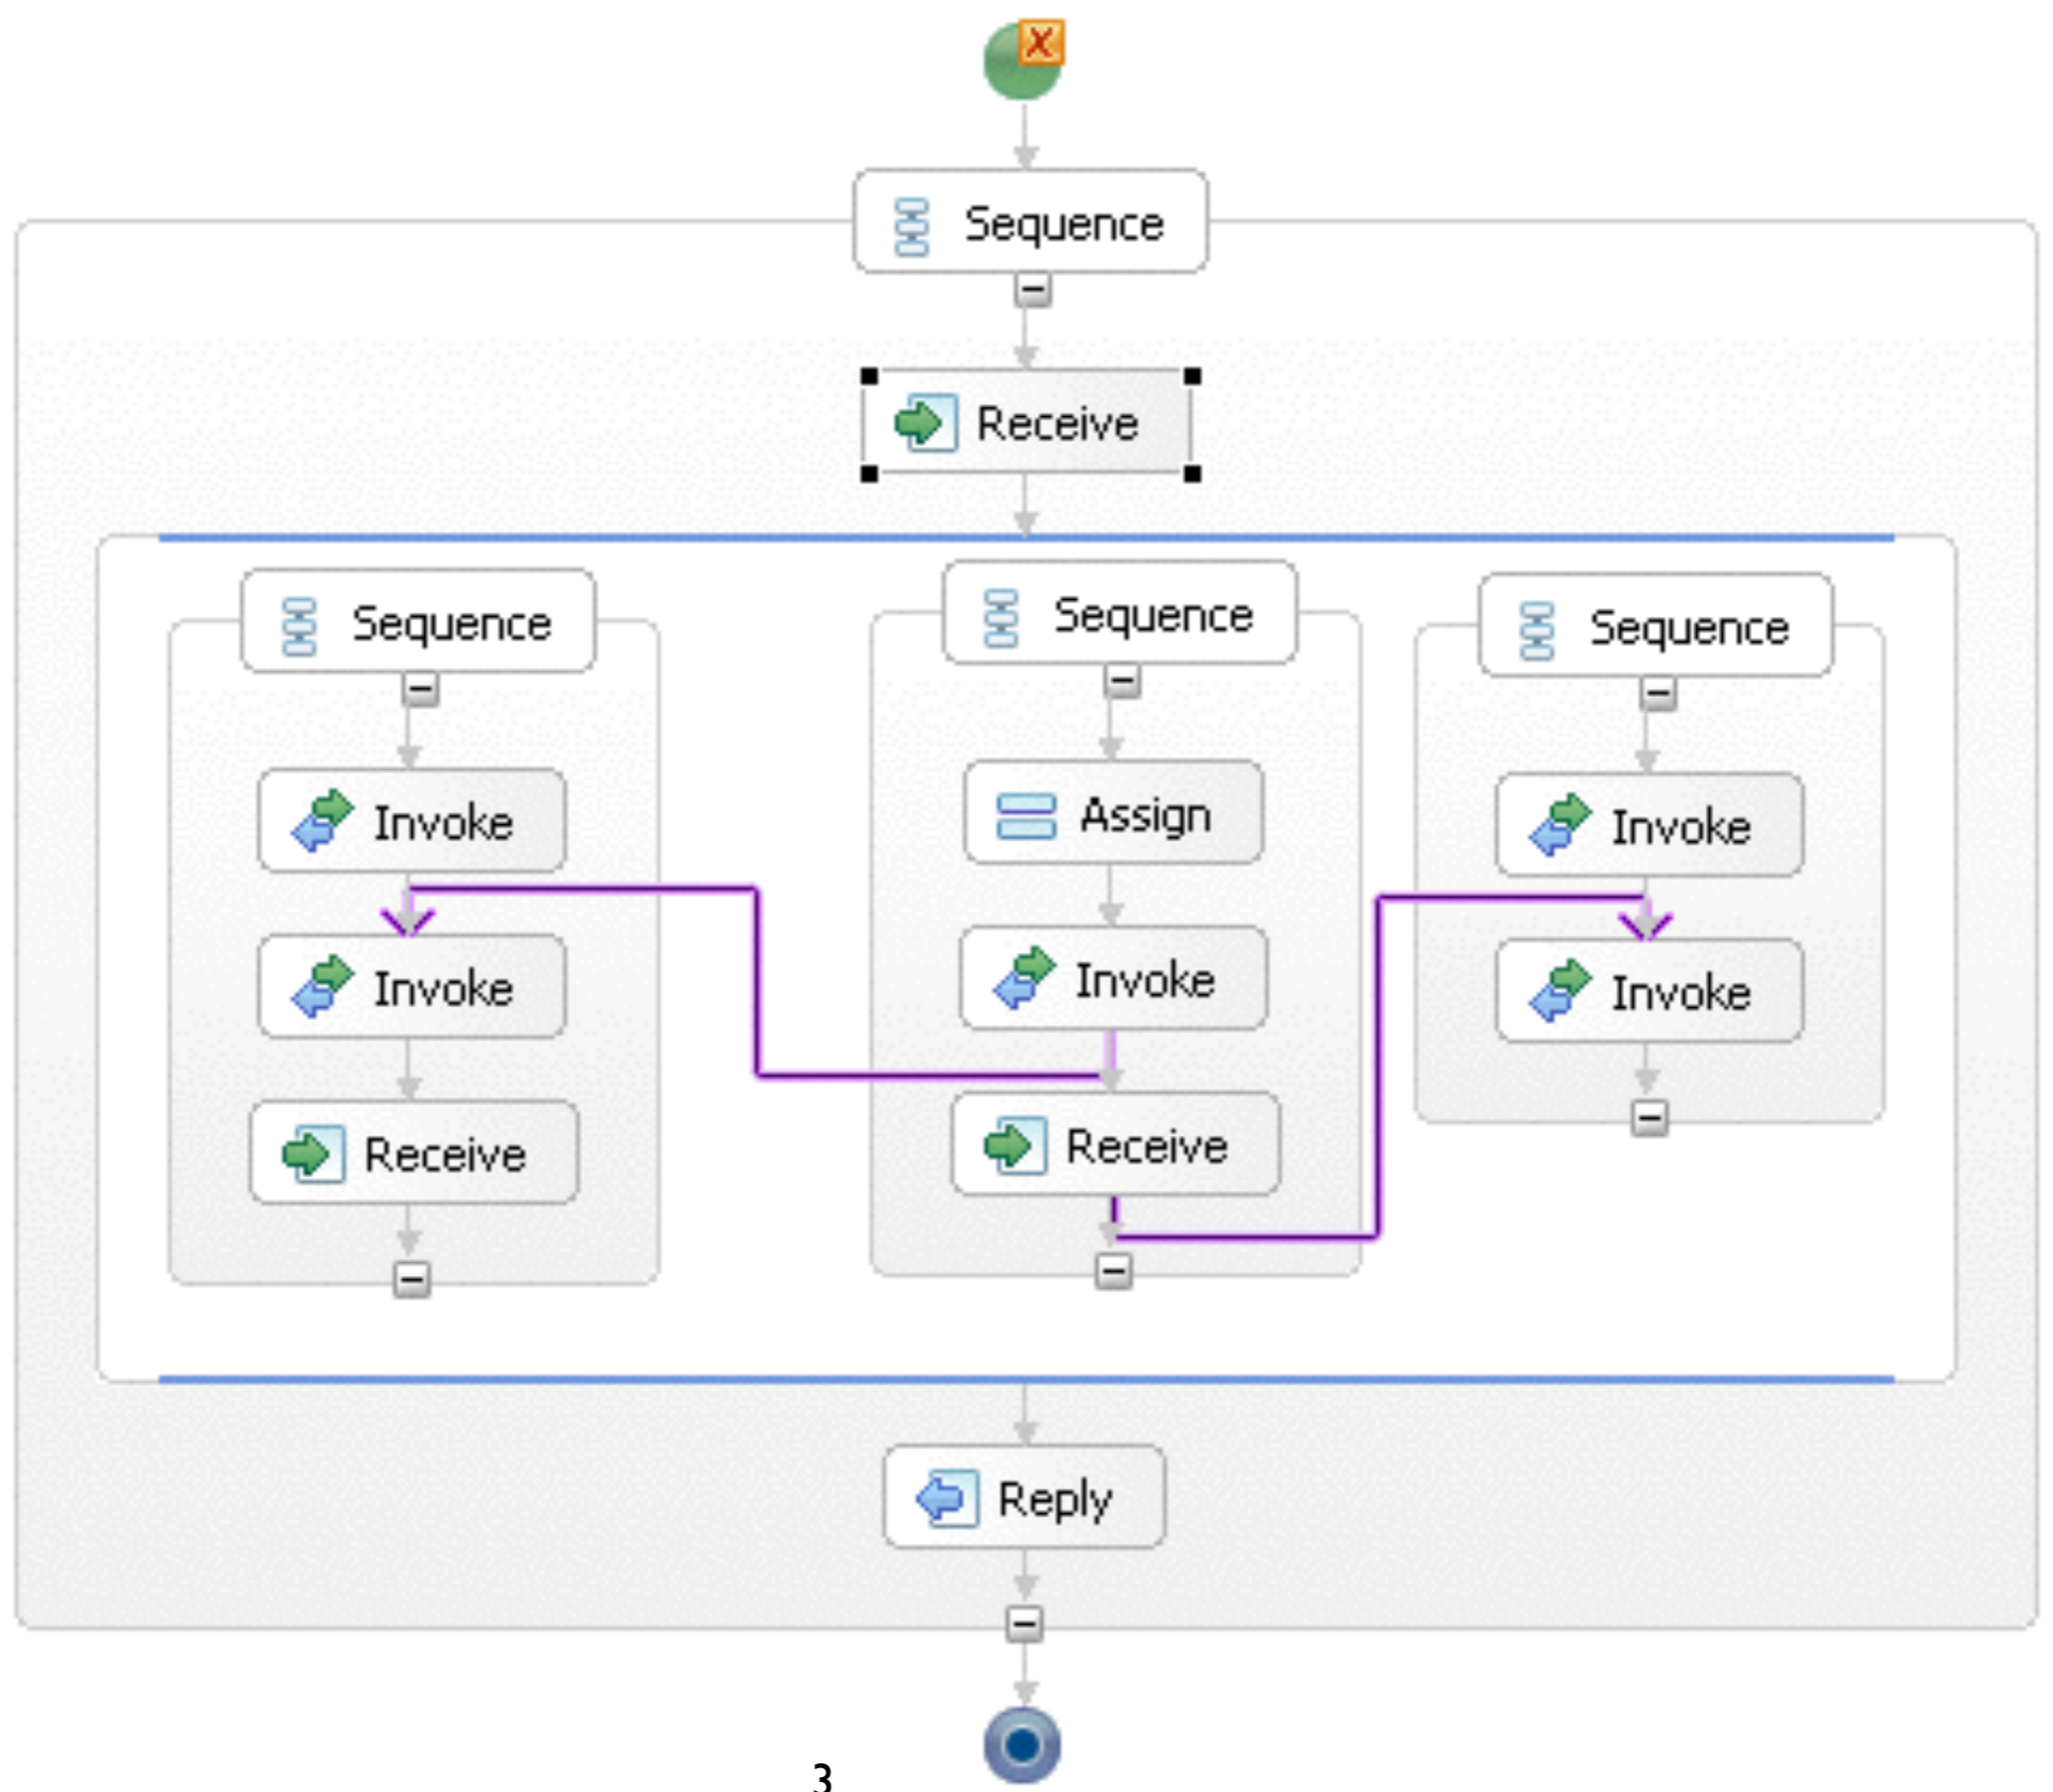 X
Sequence
Receive
Sequence
Invoke
Invoke
Receive
Sequence
Assign
Invoke
Receive
Sequence
Invoke
Invoke
Reply
3